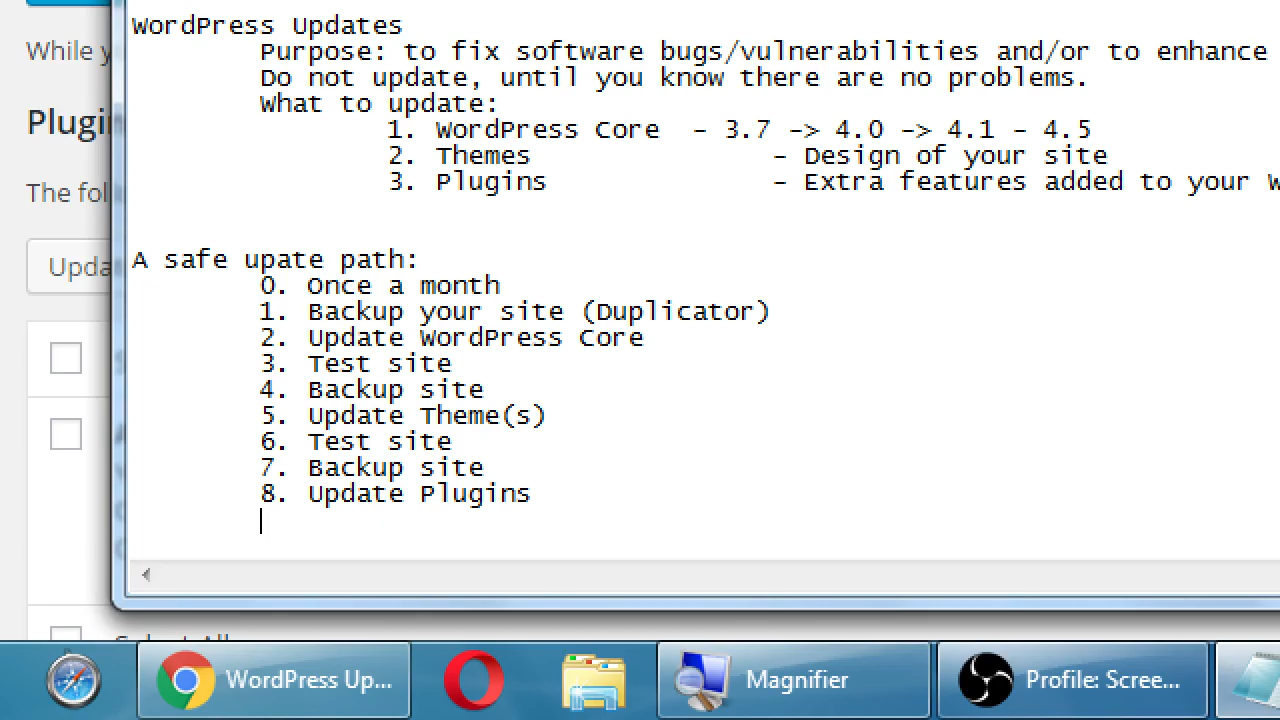 WordPress Updates
While
Purpose: to fix software bugs/vulnerabilities and/or to enhance
Do not update, until you know there are no problems.
What to update:
1. WordPress Core - 3.7 -> 4.0 -> 4.1 - 4.5
2. Themes - Design of your site
3. Plugins - Extra features added to your
The
A safe upate path:
0. Once a month
1. Backup your site (Duplicator)
2. Update WordPress Core
3. Test site
4. Backup site
5. Update Theme(s)
6. Test site
7. Backup site
8. Update Plugins
WordPress Up... Magnifier Profile: Scree...